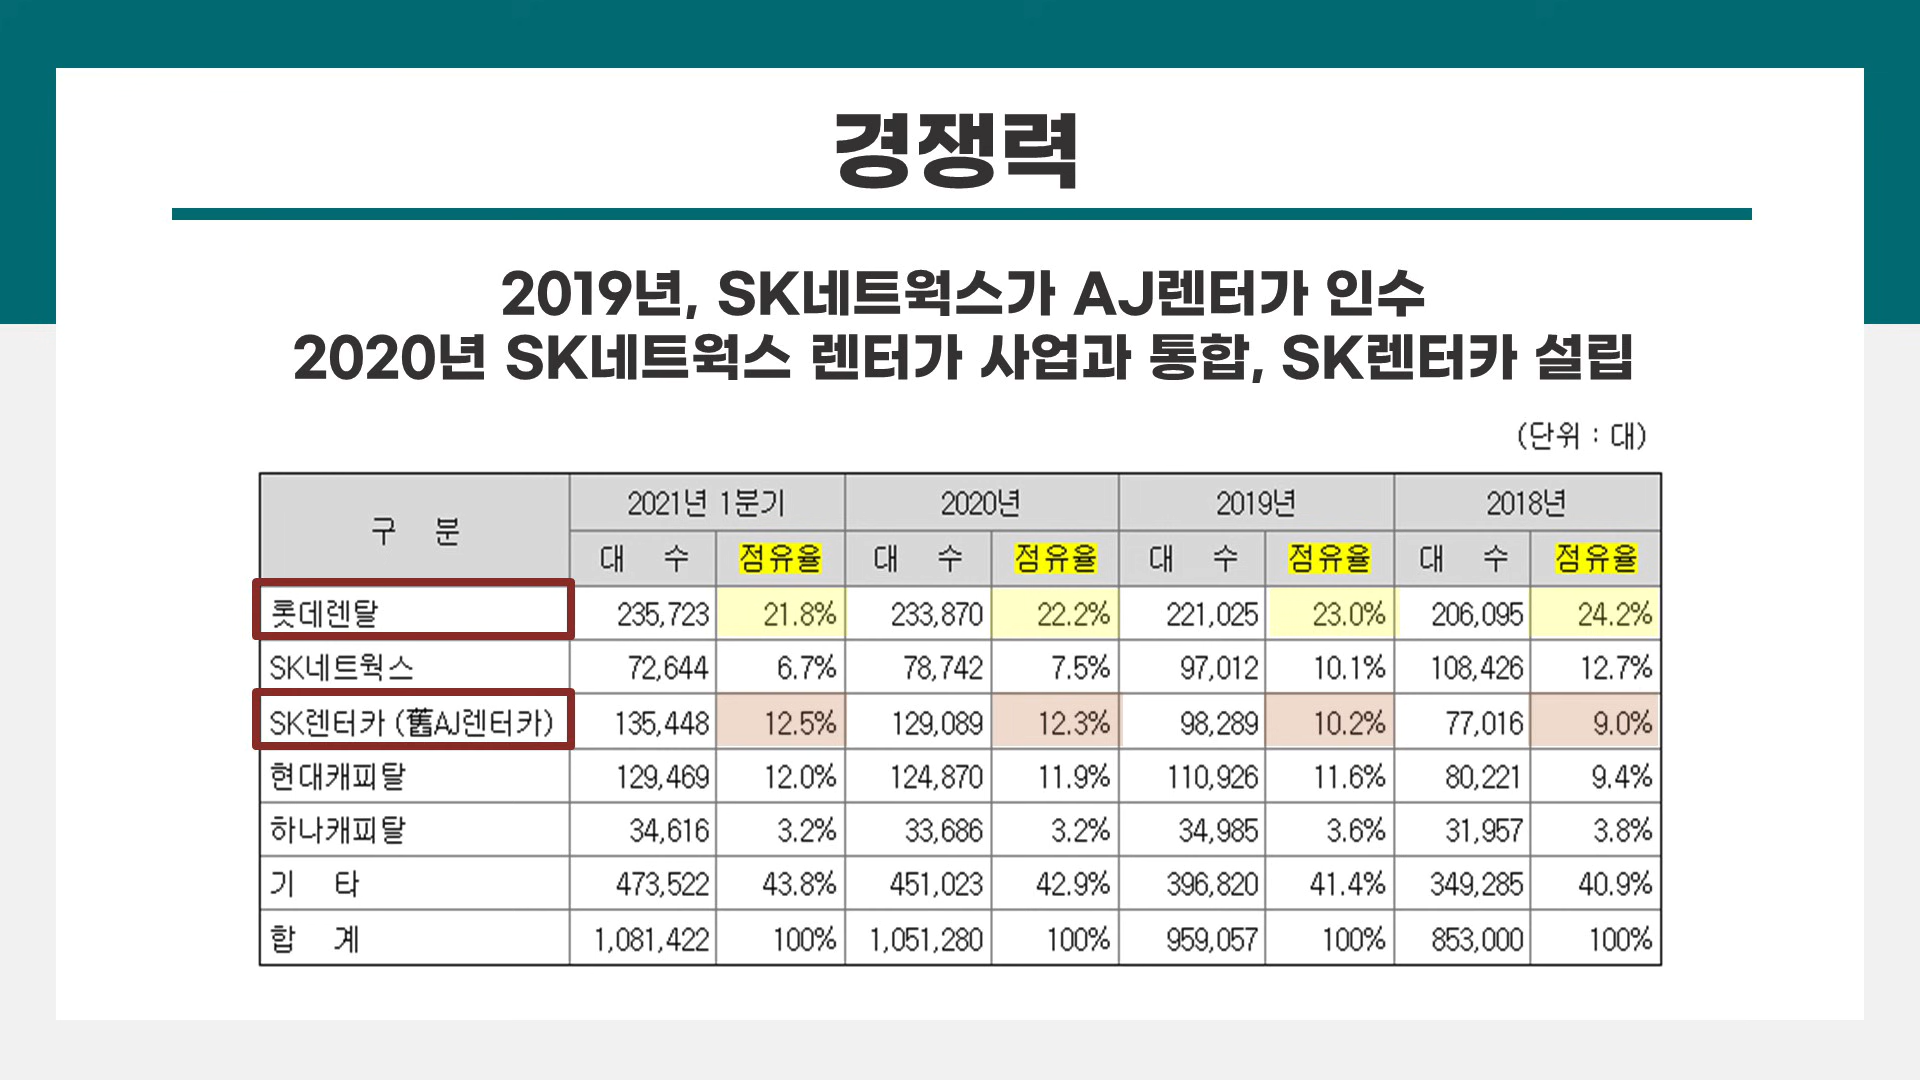 경쟁력
2019년, SK네트웍스가 AJ렌터가 인수
2020년 SK네트웍스 렌터가 사업과 통합, SK렌터카 설립
(단위 : 대)
구 분 2021년 1분기 2020년 2019년 2018년
대 수 점유율 대 수 점유율 대 수 점유율 대 수 점유율
롯데렌탈 235,723 21.8% 233,870 22.2% 221,025 23.0% 206,095 24.2%
SK네트웍스 72,644 6.7% 78,742 7.5% 97,012 10.1% 108,426 12.7%
SK렌터카 (舊AJ렌터카) 135,448 12.5% 129,089 12.3% 98,289 10.2% 77,016 9.0%
현대캐피탈 129,469 12.0% 124,870 11.9% 110,926 11.6% 80,221 9.4%
하나캐피탈 34,616 3.2% 33,686 3.2% 34,985 3.6% 31,957 3.8%
기 타 473,522 43.8% 451,023 42.9% 396,820 41.4% 349,285 40.9%
합 계 1,081,422 100% 1,051,280 100% 959,057 100% 853,000 100%